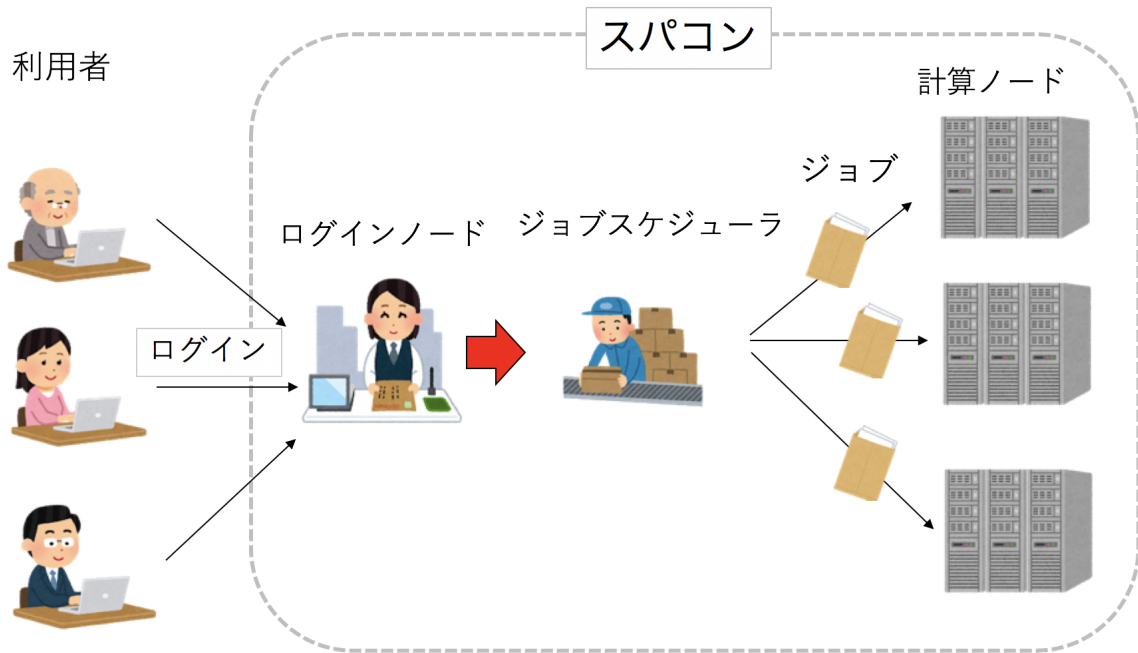 スパコン
利用者
計算ノード
ジョブ
ログインノード
ジョブスケジューラ
ログイン